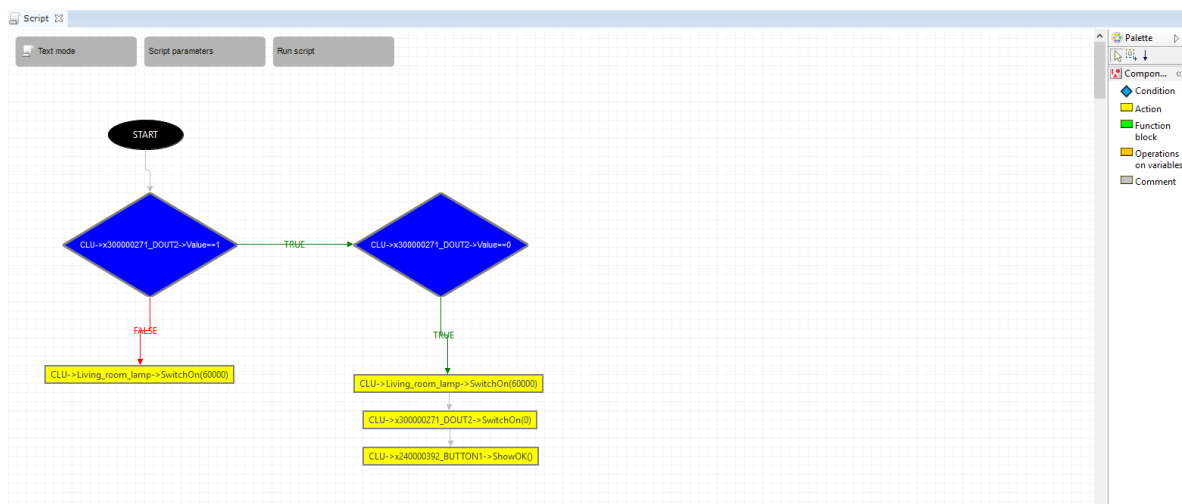 Script
Text mode
Script parameters
Run script
START
CLU->x300000271_DOUT2->Value==1
TRUE
CLU->x300000271_DOUT2->Value==0
FALSE
TRUE
CLU->Living_room_lamp->SwitchOn(60000)
CLU->Living_room_lamp->SwitchOn(60000)
CLU->x300000271_DOUT2->SwitchOn(0)
CLU->x240000392_BUTTON1->ShowOK()
Palette
Compon...
Condition
Action
Function
block
Operations
on variables
Comment